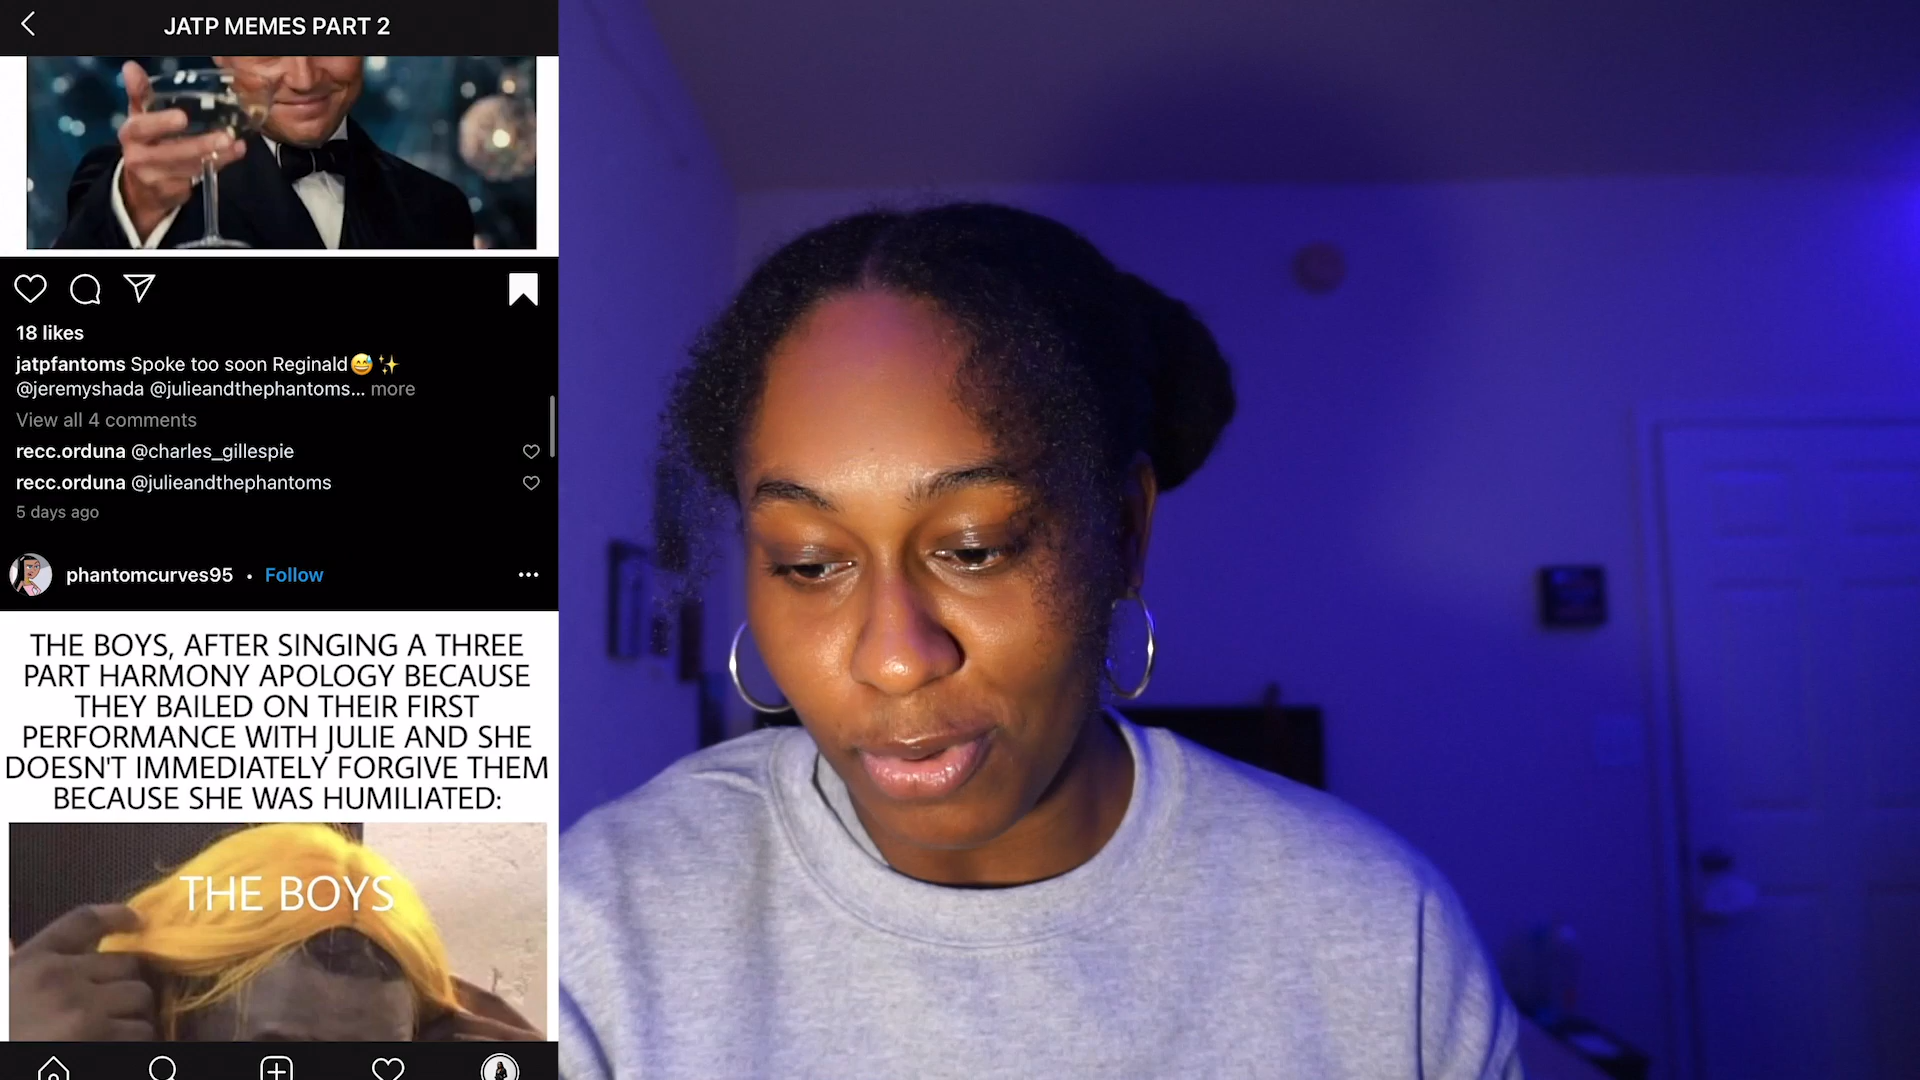 JATP MEMES PART 2
18 likes
jatpfantoms Spoke too soon Reginald😅✨
@jeremyshada @julieandthephantoms... more
View all 4 comments
recc.orduna @charles_gillespie
recc.orduna @julieandthephantoms
5 days ago
phantomcurves95 • Follow
THE BOYS, AFTER SINGING A THREE
PART HARMONY APOLOGY BECAUSE
THEY BAILED ON THEIR FIRST
PERFORMANCE WITH JULIE AND SHE
DOESN'T IMMEDIATELY FORGIVE THEM
BECAUSE SHE WAS HUMILIATED:
THE BOYS